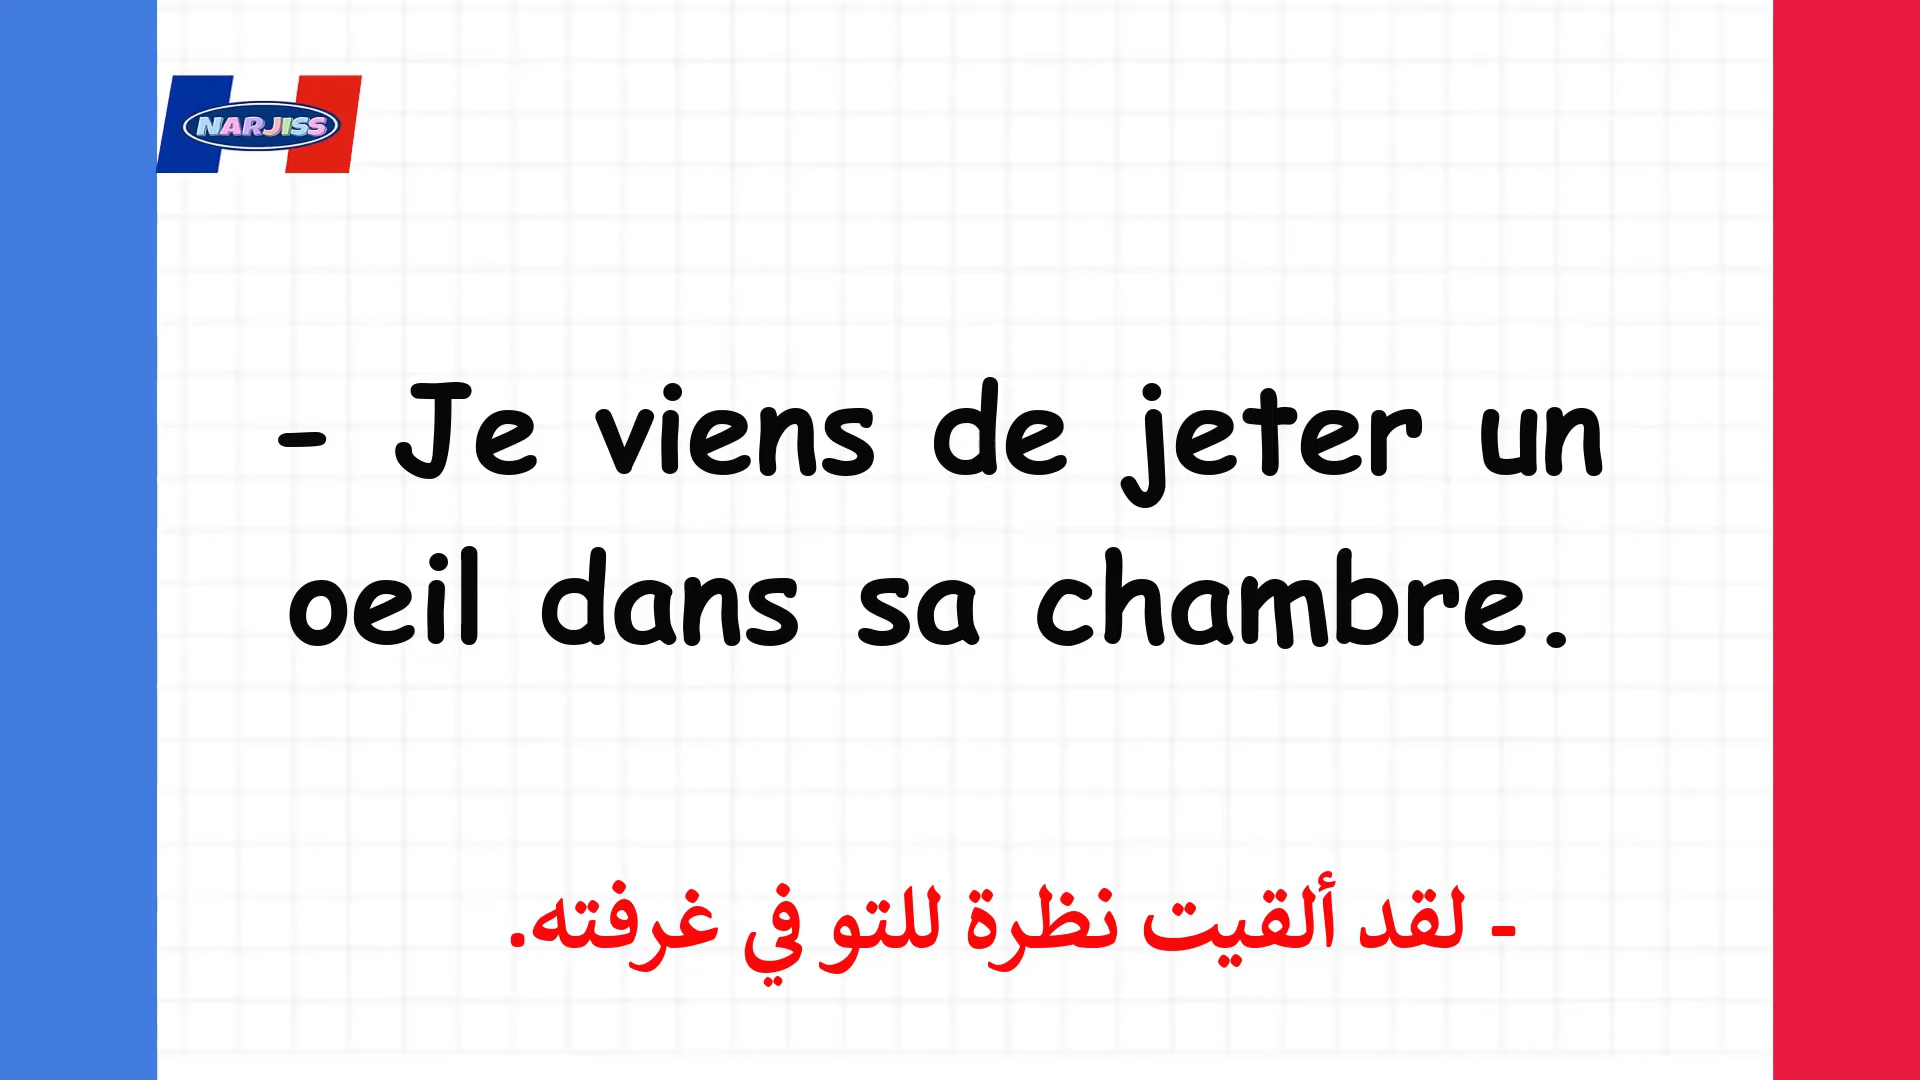 NARJISS
- Je viens de jeter un
oeil dans sa chambre.
- لقد ألقيت نظرة للتو في غرفته.